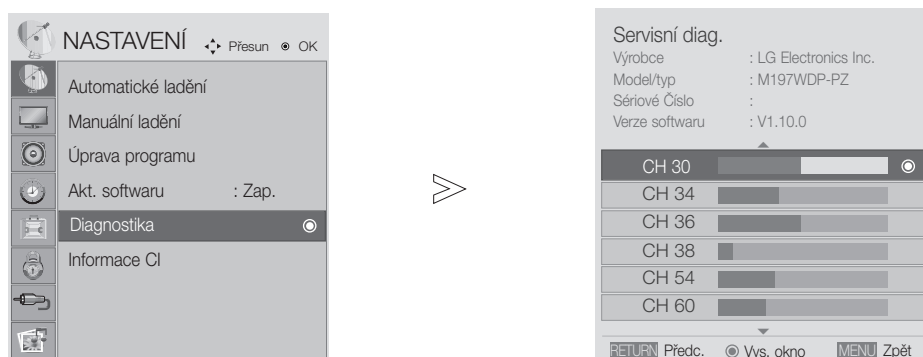 NASTAVENÍ Přesun OK
Automatické ladění
Manuální ladění
Úprava programu
Akt. softwaru : Zap.
Diagnostika
Informace CI
Servisní diag.
Výrobce : LG Electronics Inc.
Model/typ : M197WDP-PZ
Sériové Číslo :
Verze softwaru : V1.10.0
CH 30
CH 34
CH 36
CH 38
CH 54
CH 60
RETURN Předc. Vys. okno MENU Zpět